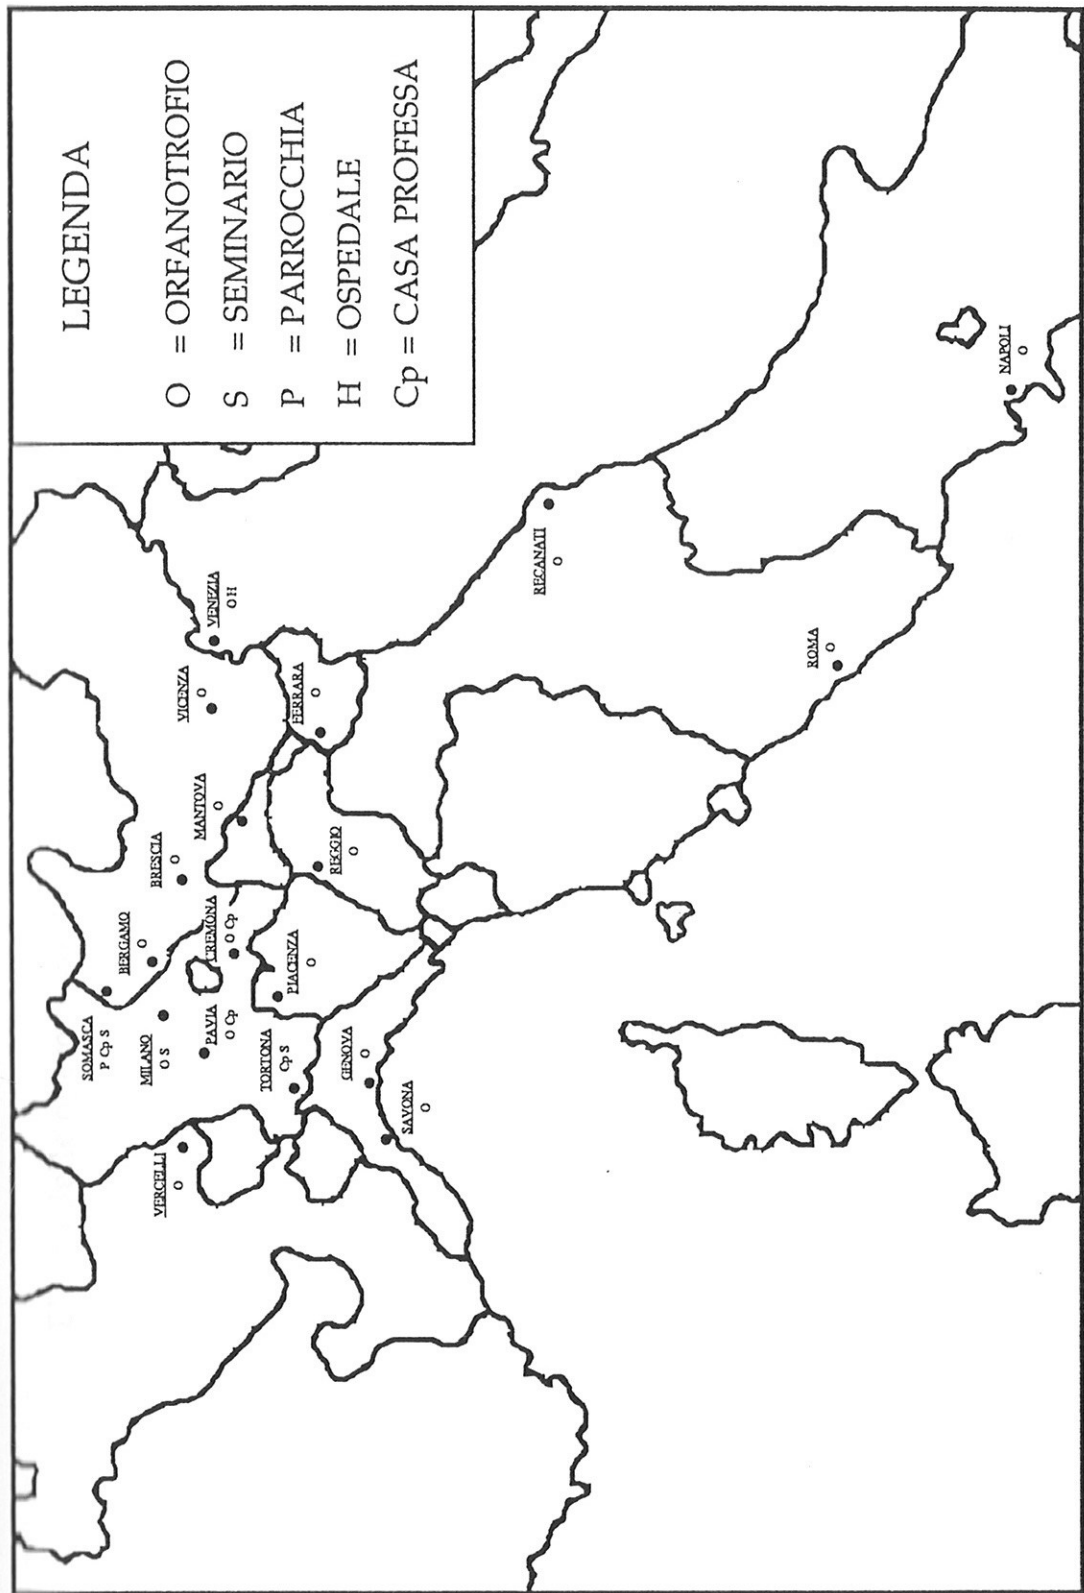 LEGENDA
O = ORFANOTROFIO
S = SEMINARIO
P = PARROCCHIA
H = OSPEDALE
Cp = CASA PROFESSA
SOMASCA
P Cp S
BERGAMO
O
MILANO
O S
BRESCIA
O
VERCELLI
O
PAVIA
O Cp
CREMONA
O Cp
MANTOVA
O
VICENZA
O
VENEZIA
O H
TORTONA
Cp S
PIACENZA
O
REGGIO
O
FERRARA
O
GENOVA
O
SAVONA
O
RECANATI
O
ROMA
O
NAPOLI
O